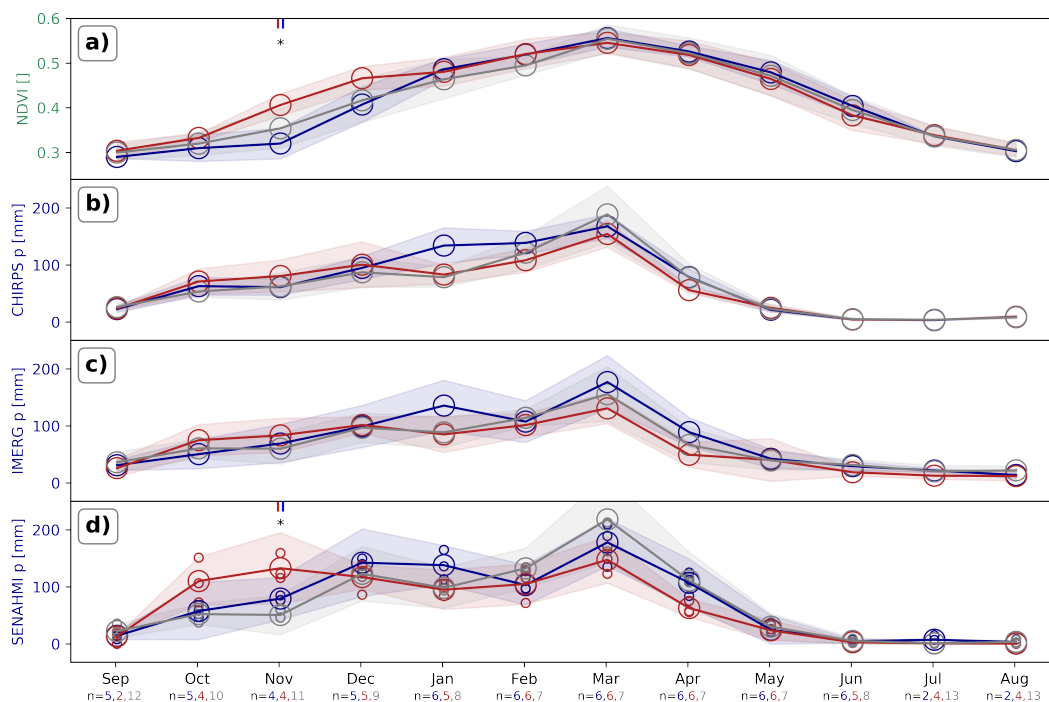 0.6
a)
*
0.5
NDVI []
0.4
0.3
b)
200
CHIRPS p [mm]
100
0
c)
200
IMERG p [mm]
100
0
d)
*
200
SENAHMI p [mm]
100
0
Sep Oct Nov Dec Jan Feb Mar Apr May Jun Jul Aug
n=5,2,12 n=5,4,10 n=4,4,11 n=5,5,9 n=6,5,8 n=6,6,7 n=6,6,7 n=6,6,7 n=6,6,7 n=6,5,8 n=2,4,13 n=2,4,13